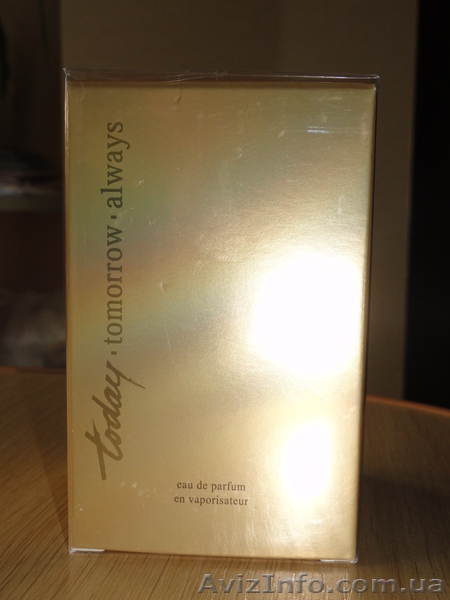 today · tomorrow · always
eau de parfum
en vaporisateur
AvizInfo.com.ua